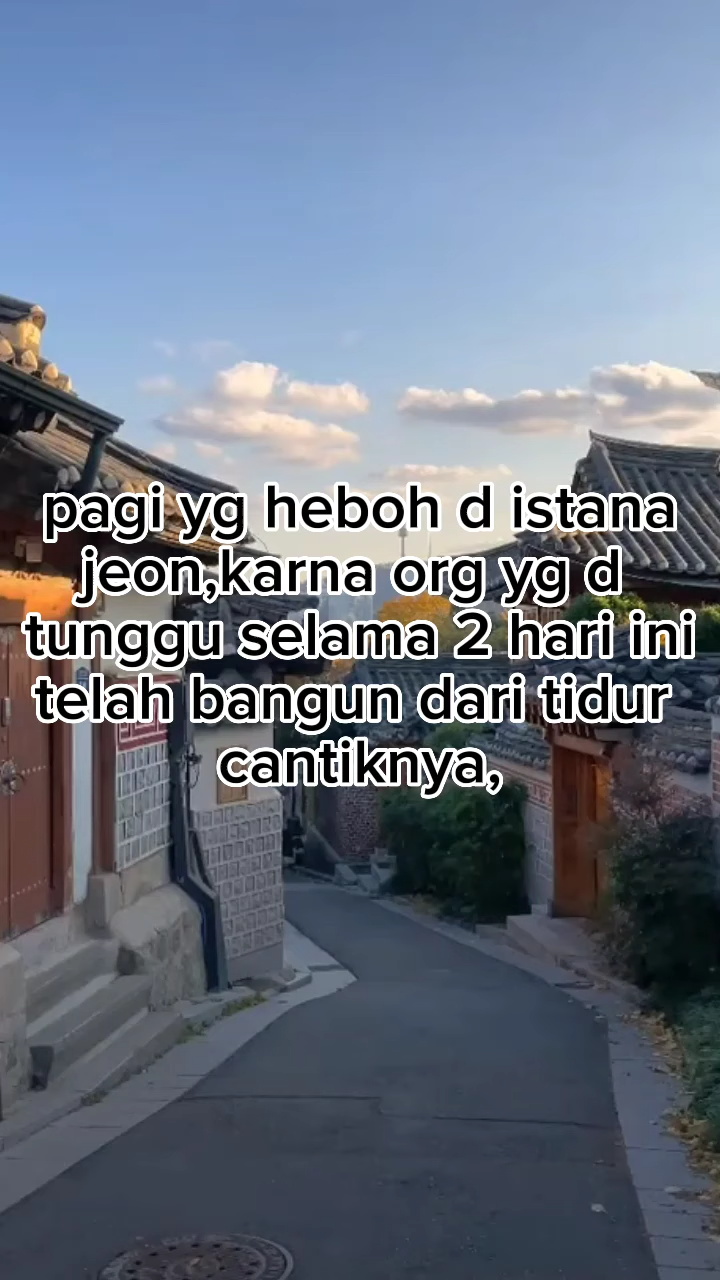 pagi yg heboh d istana
jeon,karna org yg d
tunggu selama 2 hari ini
telah bangun dari tidur
cantiknya,